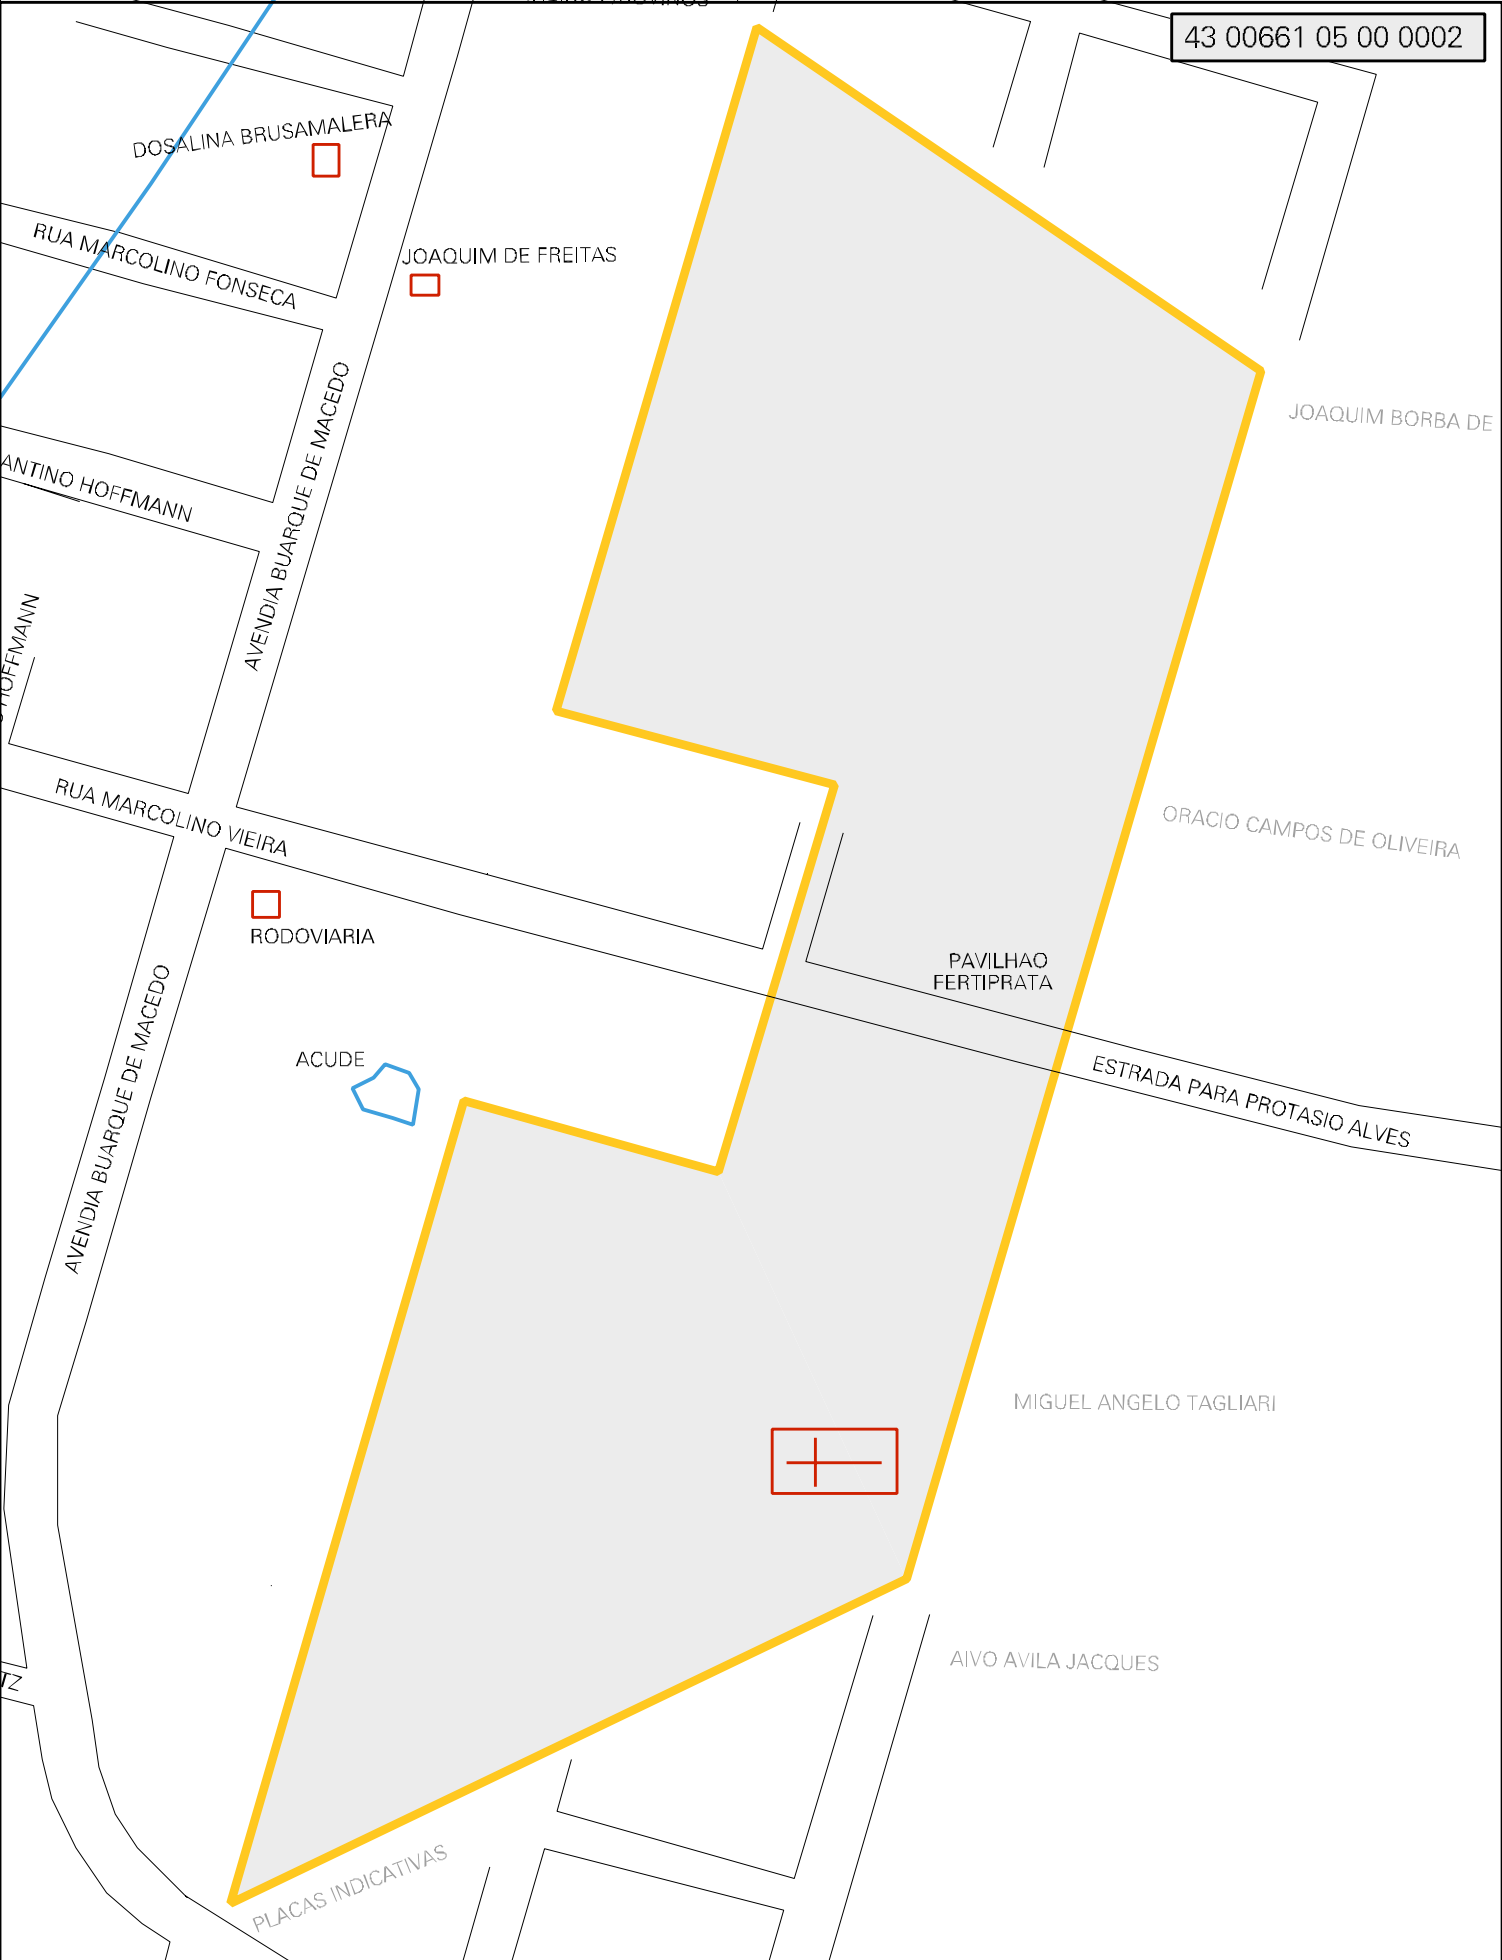 43 00661 05 00 0002
DOSALINA BRUSAMALERA
RUA MARCOLINO FONSECA
JOAQUIM DE FREITAS
AVENDIA BUARQUE DE MACEDO
JOAQUIM BORBA DE
ANTINO HOFFMANN
HOFFMANN
RUA MARCOLINO VIEIRA
ORACIO CAMPOS DE OLIVEIRA
RODOVIARIA
PAVILHAO
FERTIPRATA
ACUDE
AVENDIA BUARQUE DE MACEDO
ESTRADA PARA PROTASIO ALVES
MIGUEL ANGELO TAGLIARI
AIVO AVILA JACQUES
TZ
PLACAS INDICATIVAS